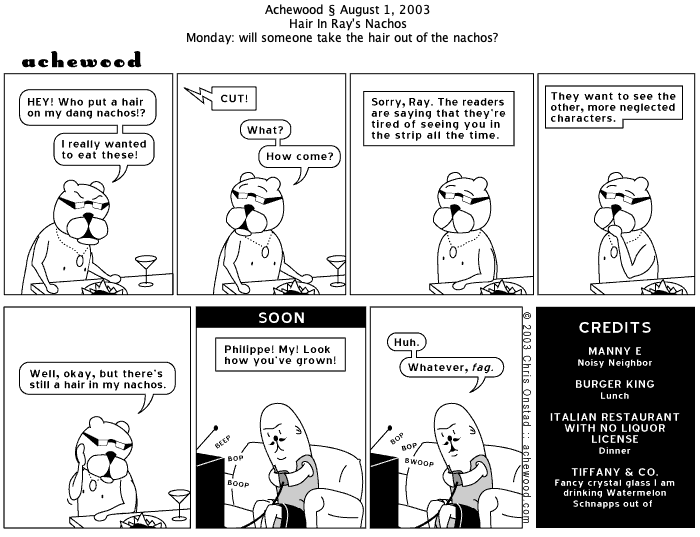 Achewood § August 1, 2003
Hair In Ray's Nachos
Monday: will someone take the hair out of the nachos?
achewood
HEY! Who put a hair
on my dang nachos!?
I really wanted
to eat these!
CUT!
What?
How come?
Sorry, Ray. The readers
are saying that they're
tired of seeing you in
the strip all the time.
They want to see the
other, more neglected
characters.
Well, okay, but there's
still a hair in my nachos.
SOON
Philippe! My! Look
how you've grown!
BEEP
BOP
BOOP
Huh.
Whatever, fag.
BOP
BOP
BWOOP
© 2003 Chris Onstad :: achewood.com
CREDITS
MANNY E
Noisy Neighbor
BURGER KING
Lunch
ITALIAN RESTAURANT
WITH NO LIQUOR
LICENSE
Dinner
TIFFANY & CO.
Fancy crystal glass I am
drinking Watermelon
Schnapps out of